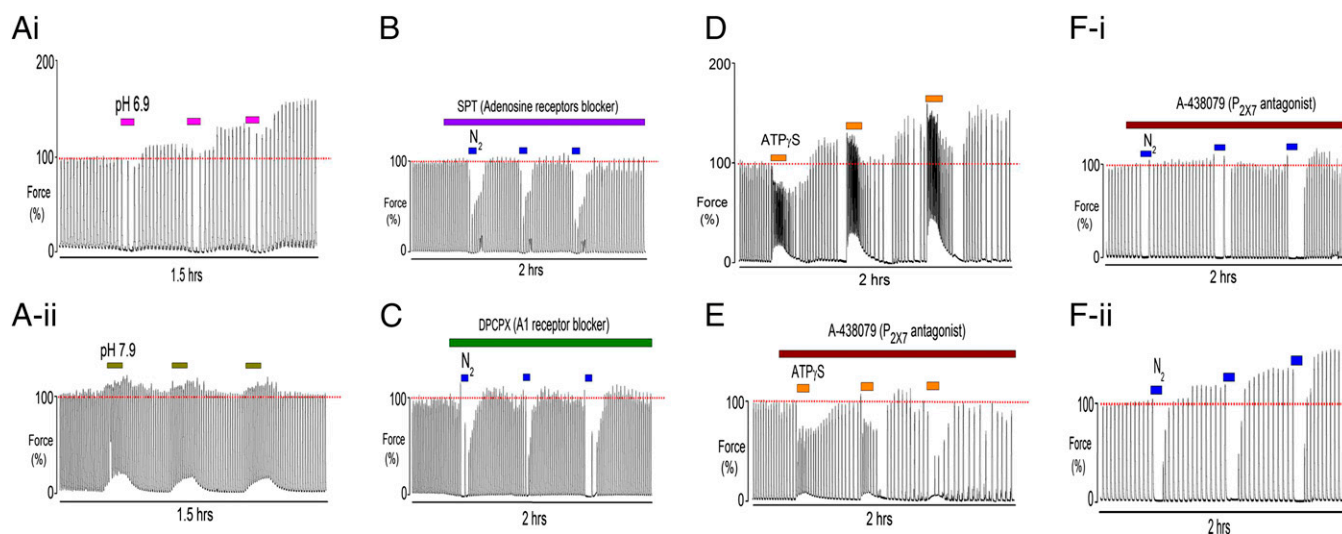 Ai
200
100
0
Force
(%)
pH 6.9
1.5 hrs
A-ii
pH 7.9
100
0
Force
(%)
1.5 hrs
B
SPT (Adenosine receptors blocker)
N2
100
0
Force
(%)
2 hrs
C
DPCPX (A1 receptor blocker)
N2
100
0
Force
(%)
2 hrs
D
200
100
0
Force
(%)
ATPγS
2 hrs
E
A-438079 (P2X7 antagonist)
ATPγS
100
0
Force
(%)
2 hrs
F-i
A-438079 (P2X7 antagonist)
N2
100
0
Force
(%)
2 hrs
F-ii
N2
100
0
Force
(%)
2 hrs